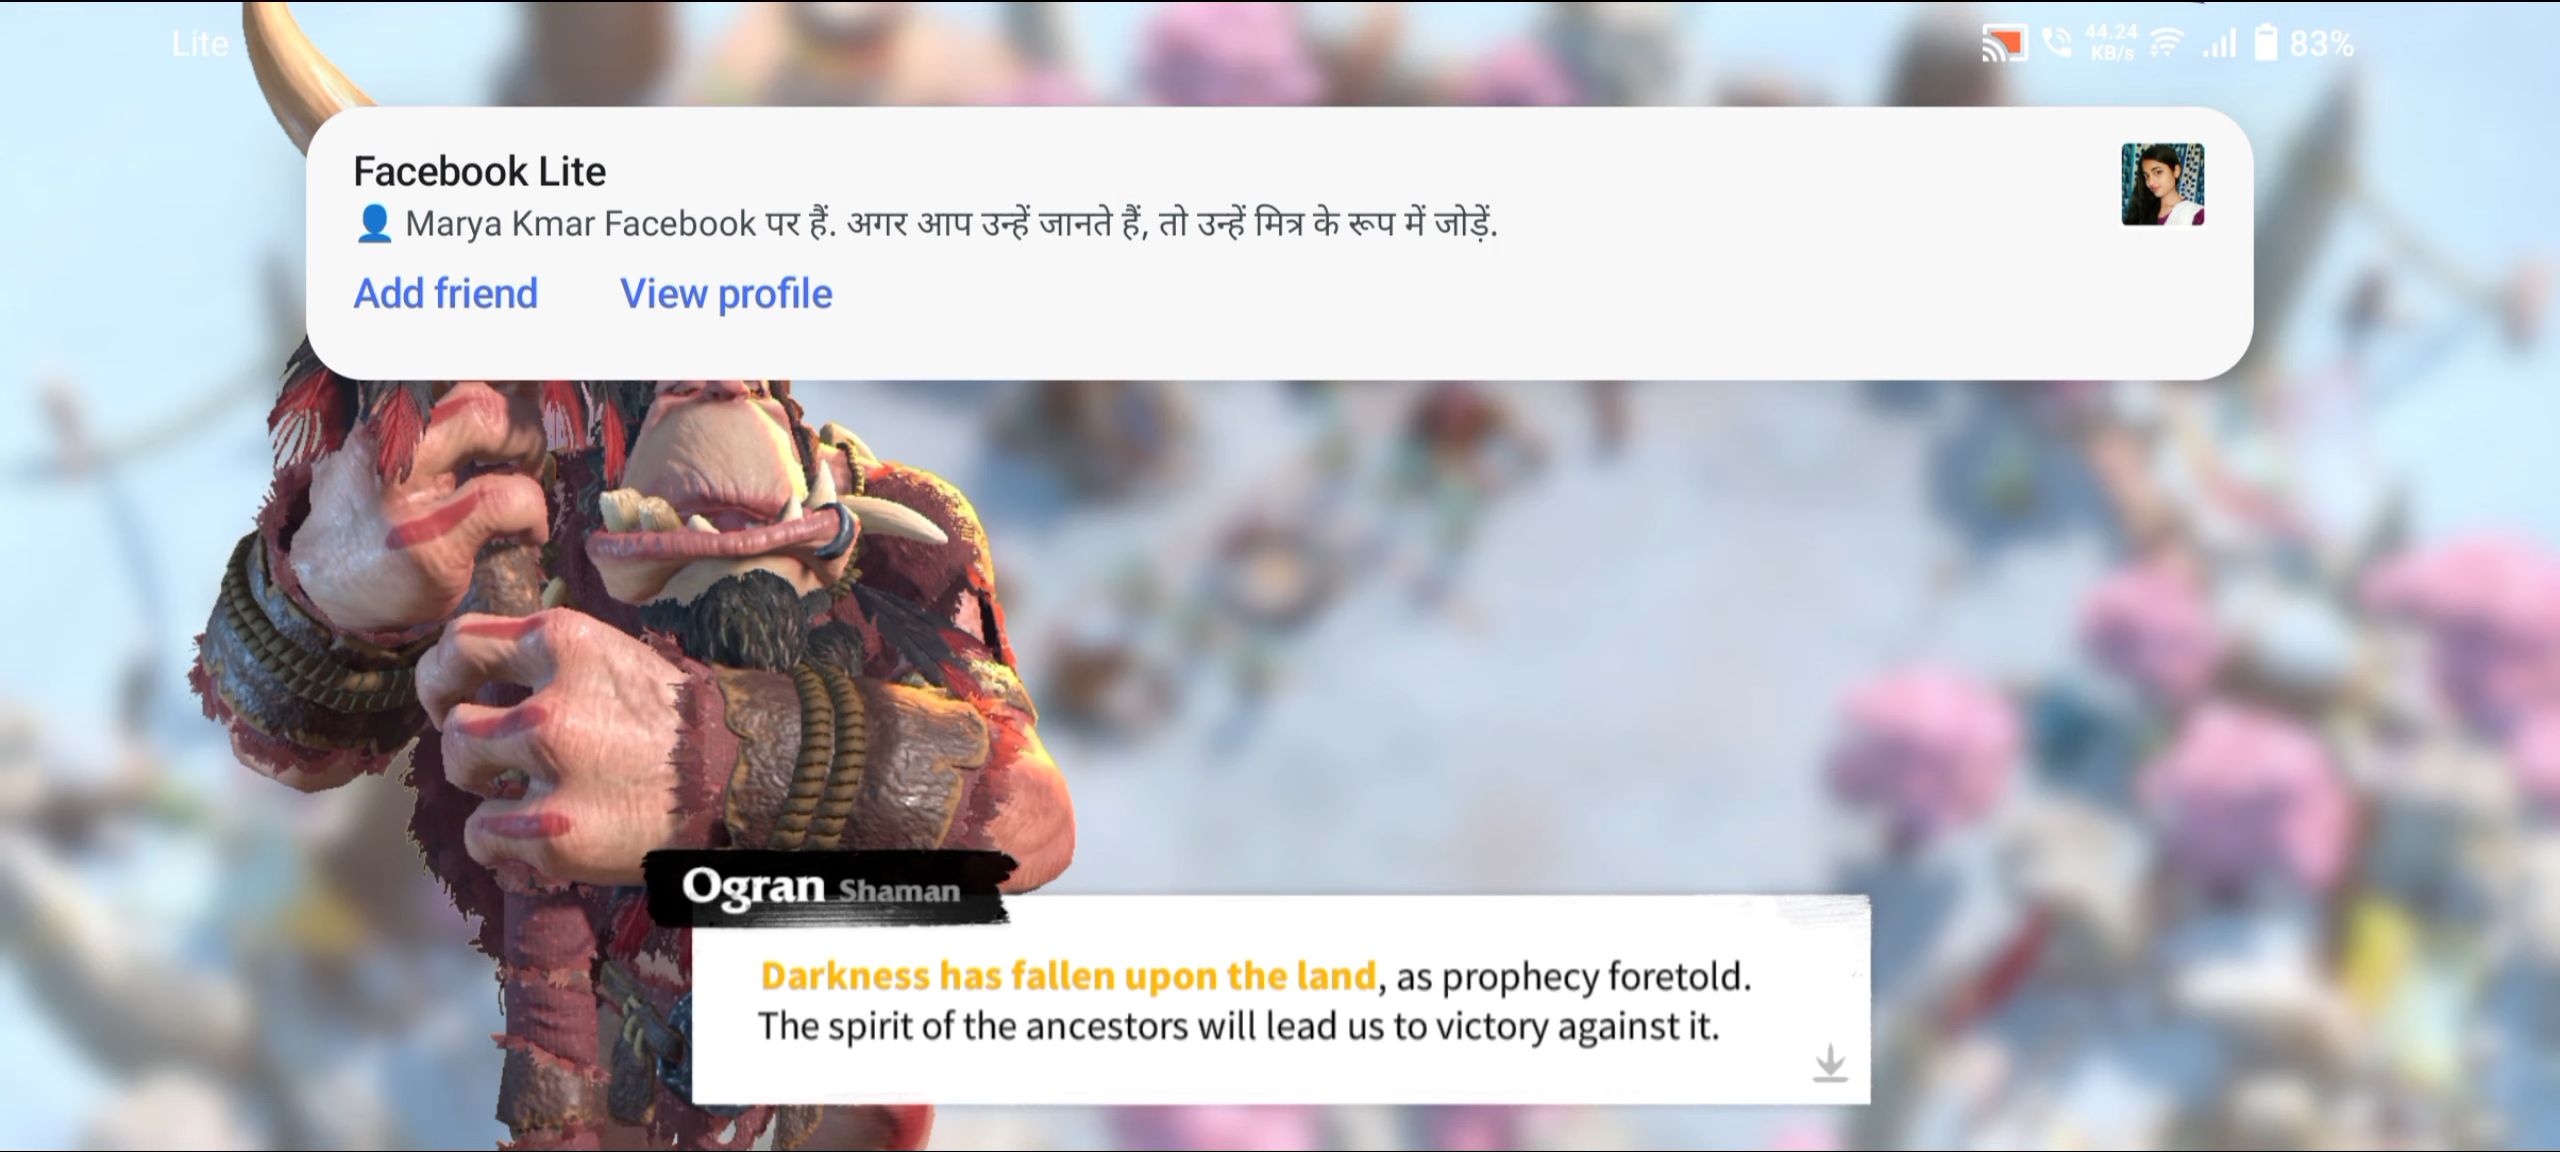 Lite
44.24
KB/s
83%
Facebook Lite
👤 Marya Kmar Facebook पर हैं. अगर आप उन्हें जानते हैं, तो उन्हें मित्र के रूप में जोड़ें.
Add friend View profile
Ogran Shaman
Darkness has fallen upon the land, as prophecy foretold.
The spirit of the ancestors will lead us to victory against it.